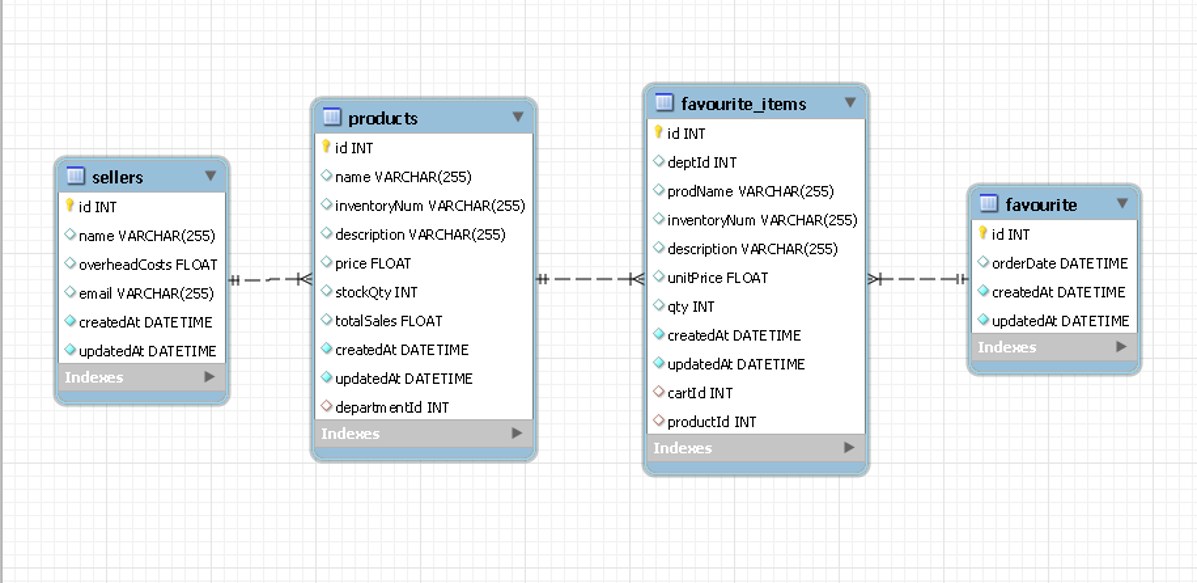 sellers
id INT
name VARCHAR(255)
overheadCosts FLOAT
email VARCHAR(255)
createdAt DATETIME
updatedAt DATETIME
Indexes
products
id INT
name VARCHAR(255)
inventoryNum VARCHAR(255)
description VARCHAR(255)
price FLOAT
stockQty INT
totalSales FLOAT
createdAt DATETIME
updatedAt DATETIME
departmentId INT
Indexes
favourite_items
id INT
deptId INT
prodName VARCHAR(255)
inventoryNum VARCHAR(255)
description VARCHAR(255)
unitPrice FLOAT
qty INT
createdAt DATETIME
updatedAt DATETIME
cartId INT
productId INT
Indexes
favourite
id INT
orderDate DATETIME
createdAt DATETIME
updatedAt DATETIME
Indexes